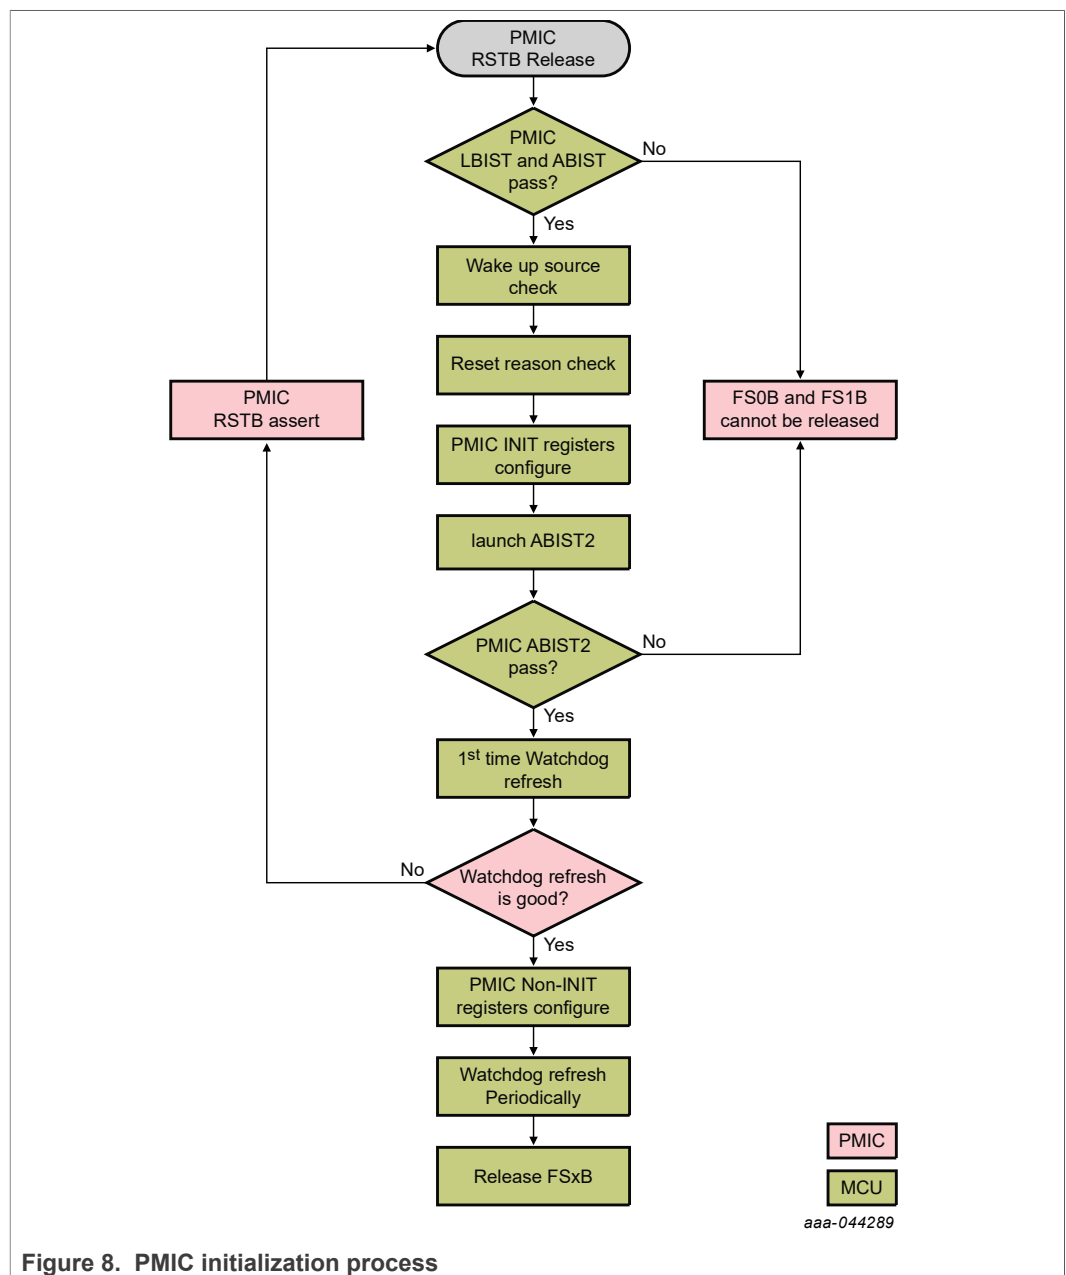 PMIC
RSTB Release
PMIC
LBIST and ABIST
pass?
No
Yes
Wake up source
check
Reset reason check
PMIC
RSTB assert
FS0B and FS1B
cannot be released
PMIC INIT registers
configure
launch ABIST2
PMIC ABIST2
pass?
No
Yes
1st time Watchdog
refresh
No
Watchdog refresh
is good?
Yes
PMIC Non-INIT
registers configure
Watchdog refresh
Periodically
Release FSxB
PMIC
MCU
aaa-044289
Figure 8. PMIC initialization process